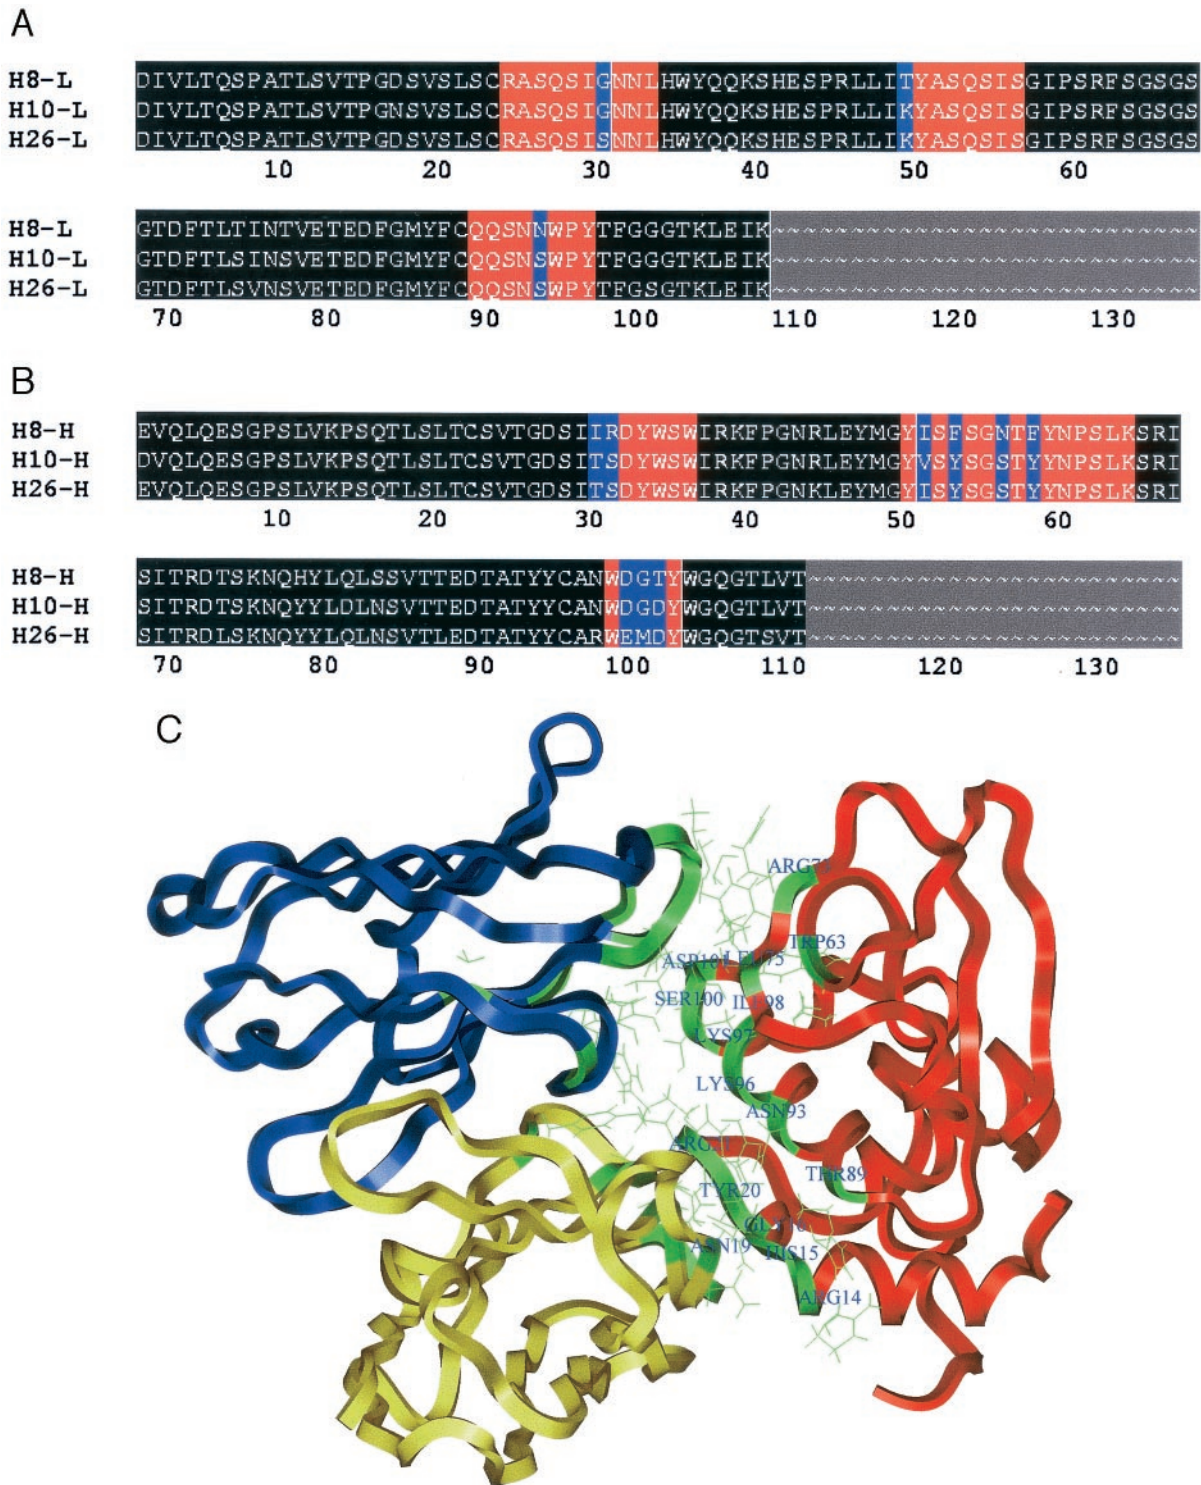 A
H8-L DIVLTQSPATLSVTPGDSVSLSCRASQSIGNNLHWYQQKSHESPRLLITYASQSISGIPSRFSGSGS
H10-L DIVLTQSPATLSVTPGNSVSLSCRASQSIGNNLHWYQQKSHESPRLLIKYASQSISGIPSRFSGSGS
H26-L DIVLTQSPATLSVTPGDSVSLSCRASQSISNNLHWYQQKSHESPRLLIKYASQSISGIPSRFSGSGS
10 20 30 40 50 60
H8-L GTDFTLTINTVETEDFGMYFCQQSNNWPYTFGGGTKLEIK~~~~~~~~~~~~~~~~~~~~~~~~~~~
H10-L GTDFTLSINSVETEDFGMYFCQQSNSWPYTFGGGTKLEIK~~~~~~~~~~~~~~~~~~~~~~~~~~~
H26-L GTDFTLSVNSVETEDFGMYFCQQSNSWPYTFGSGTKLEIK~~~~~~~~~~~~~~~~~~~~~~~~~~~
70 80 90 100 110 120 130
B
H8-H EVQLQESGPSLVKPSQTLSLTCSVTGDSIIRDYWSWIRKFPGNRLEYMGYISFSGNTFYNPSLKSRI
H10-H DVQLQESGPSLVKPSQTLSLTCSVTGDSITSDYWSWIRKFPGNRLEYMGYVSYSGSTYYNPSLKSRI
H26-H EVQLQESGPSLVKPSQTLSLTCSVTGDSITSDYWSWIRKFPGNKLEYMGYISYSGSTYYNPSLKSRI
10 20 30 40 50 60
H8-H SITRDTSKNQHYLQLSSVTTEDTATYYCANWDGTYWGQGTLVT~~~~~~~~~~~~~~~~~~~~~~~~
H10-H SITRDTSKNQYYLDLNSVTTEDTATYYCANWDGDYWGQGTLVT~~~~~~~~~~~~~~~~~~~~~~~~
H26-H SITRDLSKNQYYLQLNSVTLEDTATYYCARWEMDYWGQGTSVT~~~~~~~~~~~~~~~~~~~~~~~~
70 80 90 100 110 120 130
C
TRP63
SER100
LYS97
LYS96
ASN93
THR89
TYR20
ASN19
HIS15
ARG14